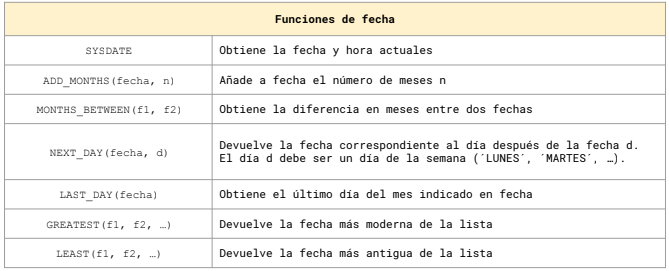 Funciones de fecha
SYSDATE Obtiene la fecha y hora actuales
ADD_MONTHS(fecha, n) Añade a fecha el número de meses n
MONTHS_BETWEEN(f1, f2) Obtiene la diferencia en meses entre dos fechas
NEXT_DAY(fecha, d) Devuelve la fecha correspondiente al día después de la fecha d.
El día d debe ser un día de la semana (´LUNES´, ´MARTES´, …).
LAST_DAY(fecha) Obtiene el último día del mes indicado en fecha
GREATEST(f1, f2, …) Devuelve la fecha más moderna de la lista
LEAST(f1, f2, …) Devuelve la fecha más antigua de la lista